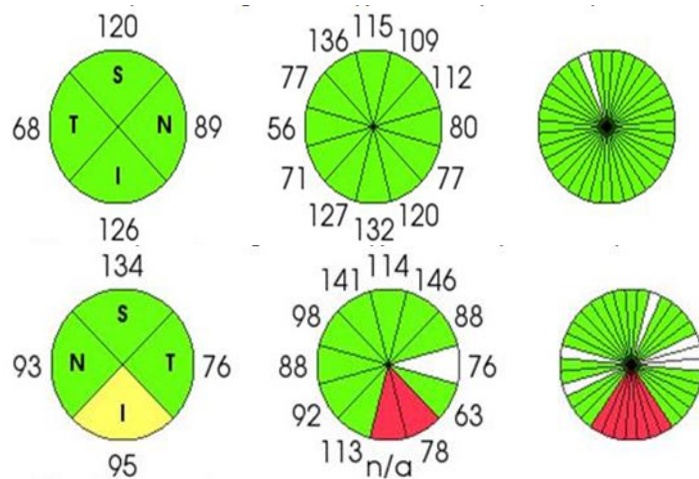 120
136 115 109
77 112
S
68 T N 89
56 80
I
71 77
127 120
126 132
134
141 114 146
98 88
S
93 N T 76
88 76
I
92 63
113 78
95 n/a